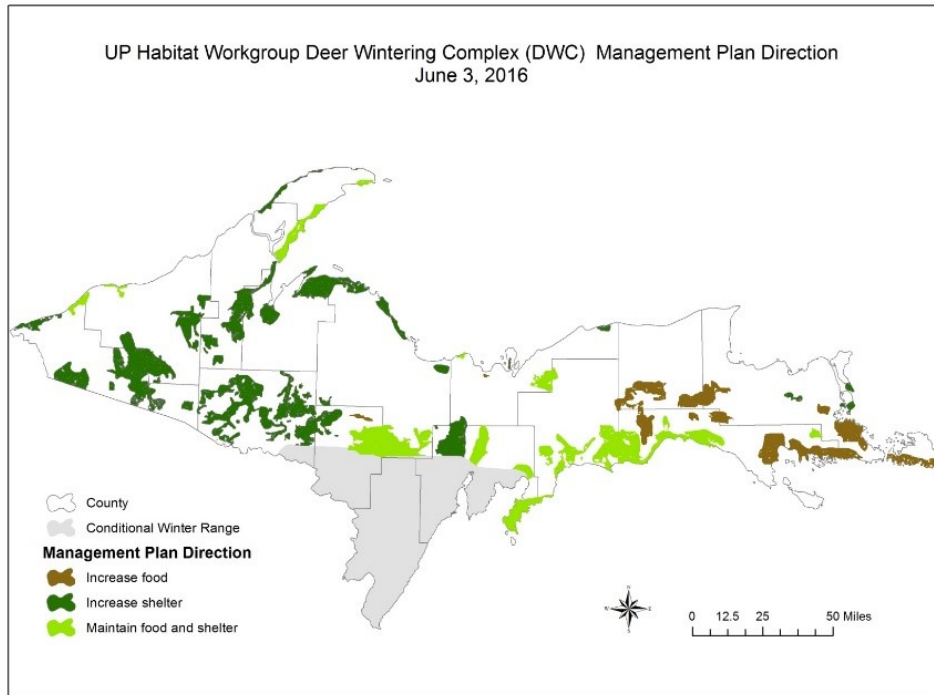 UP Habitat Workgroup Deer Wintering Complex (DWC)  Management Plan Direction
June 3, 2016
County
Conditional Winter Range
Management Plan Direction
Increase food
Increase shelter
Maintain food and shelter
N
W E
S
0 12.5 25 50 Miles